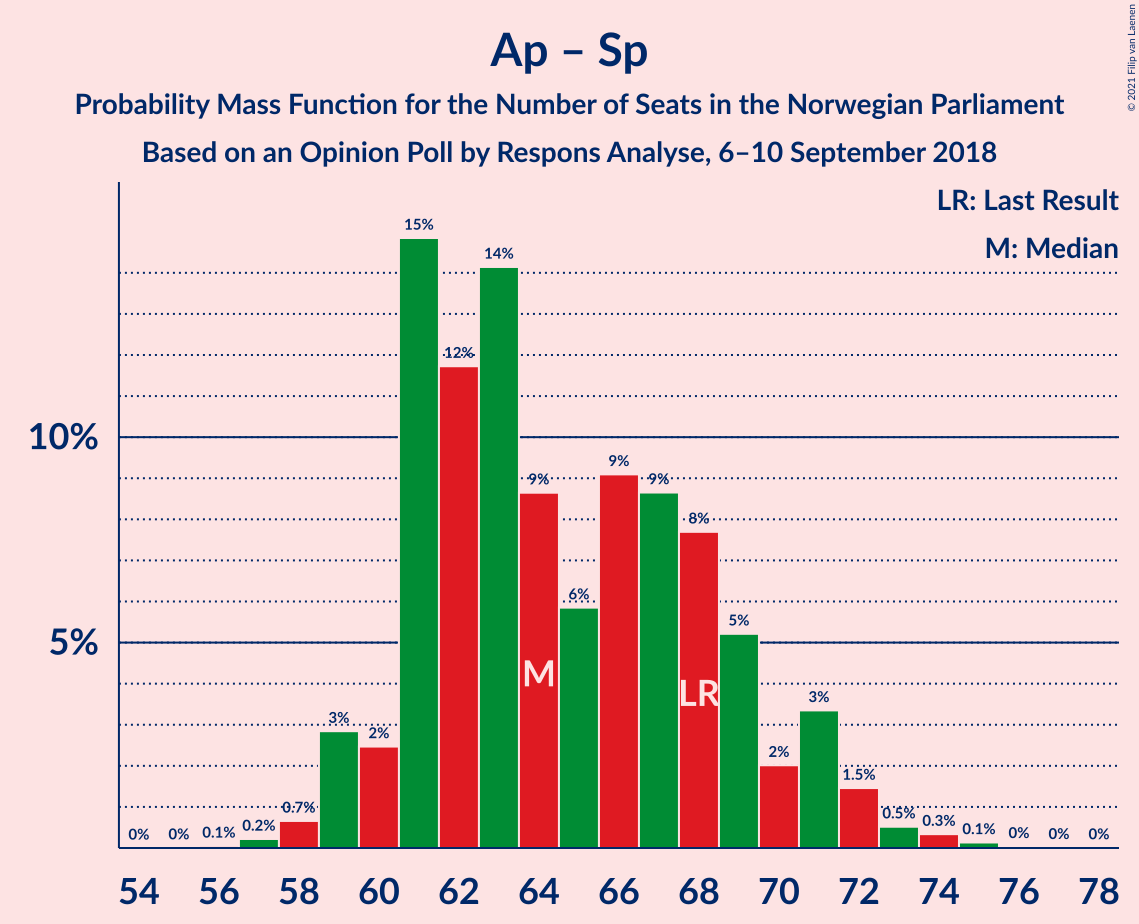 Ap – Sp
Probability Mass Function for the Number of Seats in the Norwegian Parliament
Based on an Opinion Poll by Respons Analyse, 6–10 September 2018
© 2021 Filip van Laenen
LR: Last Result
M: Median
10%
5%
0% 0% 0.1% 0.2% 0.7% 3% 2% 15% 12% 14% 9% 6% 9% 9% 8% 5% 2% 3% 1.5% 0.5% 0.3% 0.1% 0% 0% 0%
M LR
54 56 58 60 62 64 66 68 70 72 74 76 78